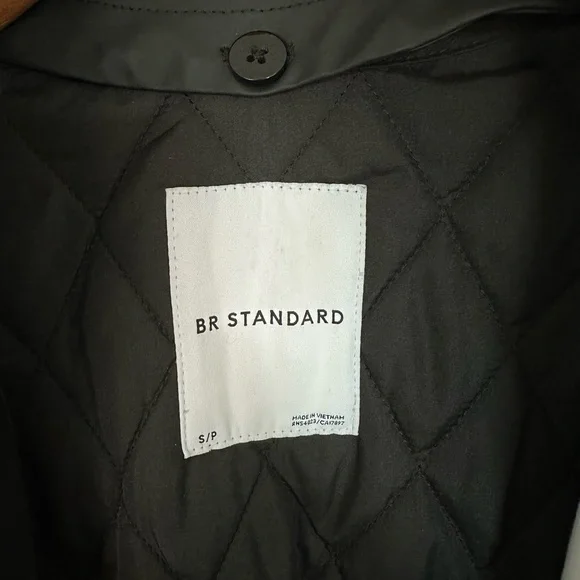 BR STANDARD
S/P
MADE IN VIETNAM
RN54023/CA17897